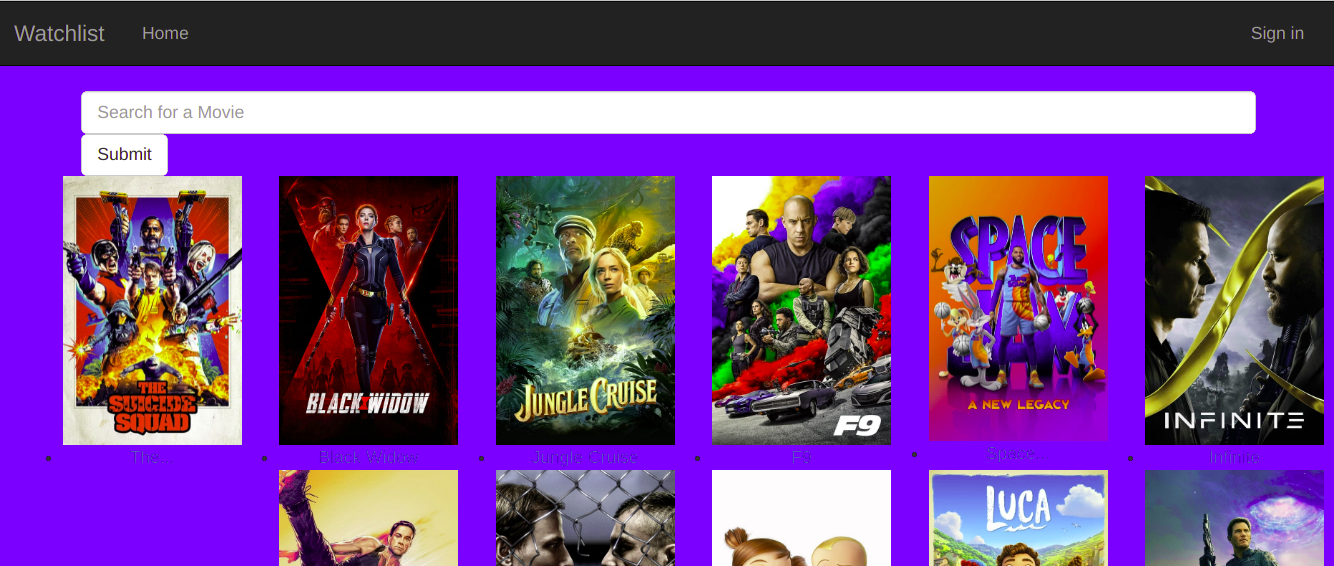 Watchlist Home Sign in
Search for a Movie
Submit
THE
SUICIDE
SQUAD
BLACK WIDOW
JUNGLE CRUISE
F9
SPACE
JAM
A NEW LEGACY
INFINITE
The...
Black Widow
Jungle Cruise
F9
Space...
Infinite
LUCA